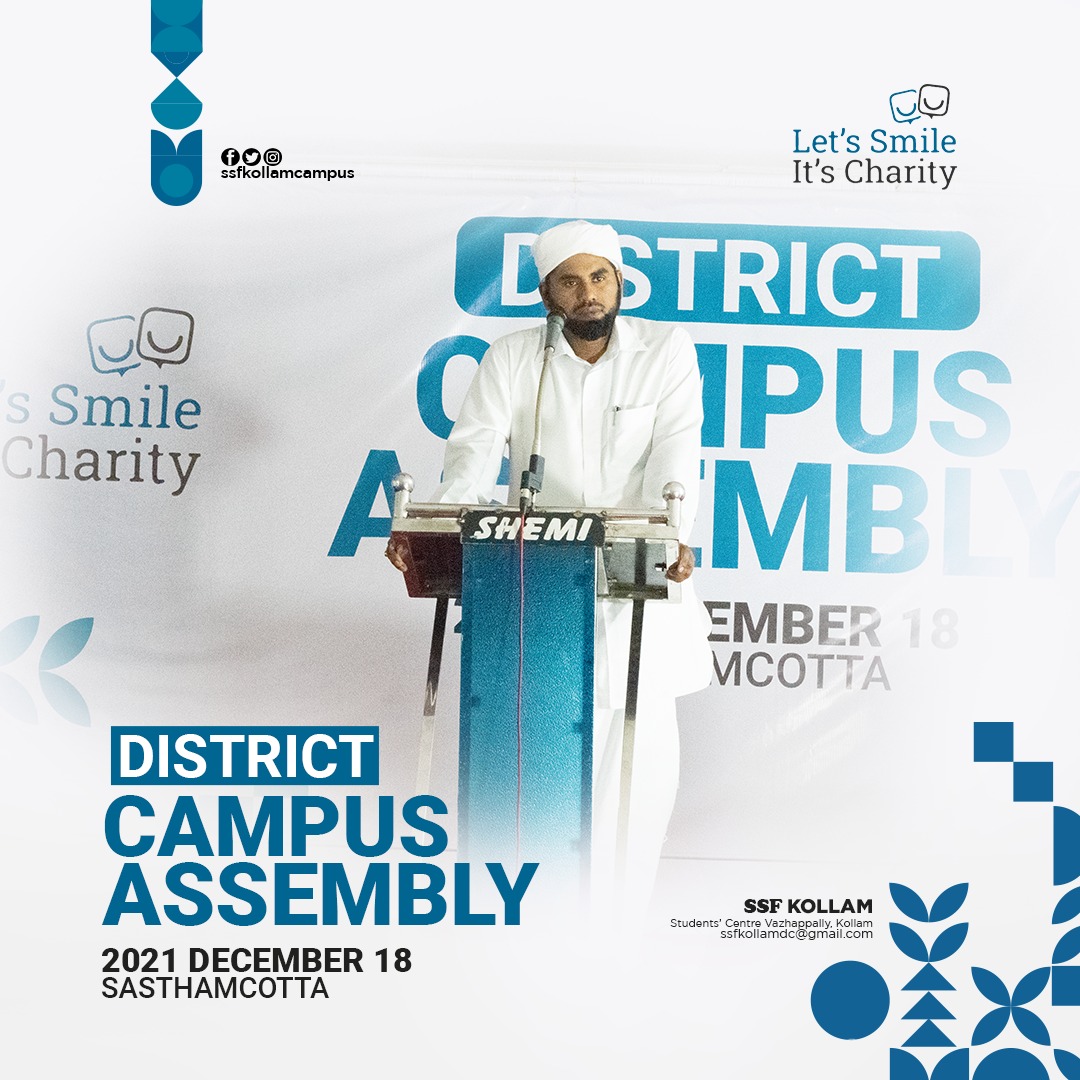 ssfkollamcampus
Let's Smile
It's Charity
DISTRICT
CAMPUS
ASSEMBLY
EMBER 18
MCOTTA
's Smile
Charity
SHEMI
DISTRICT
CAMPUS
ASSEMBLY
2021 DECEMBER 18
SASTHAMCOTTA
SSF KOLLAM
Students' Centre Vazhappally, Kollam
ssfkollamdc@gmail.com